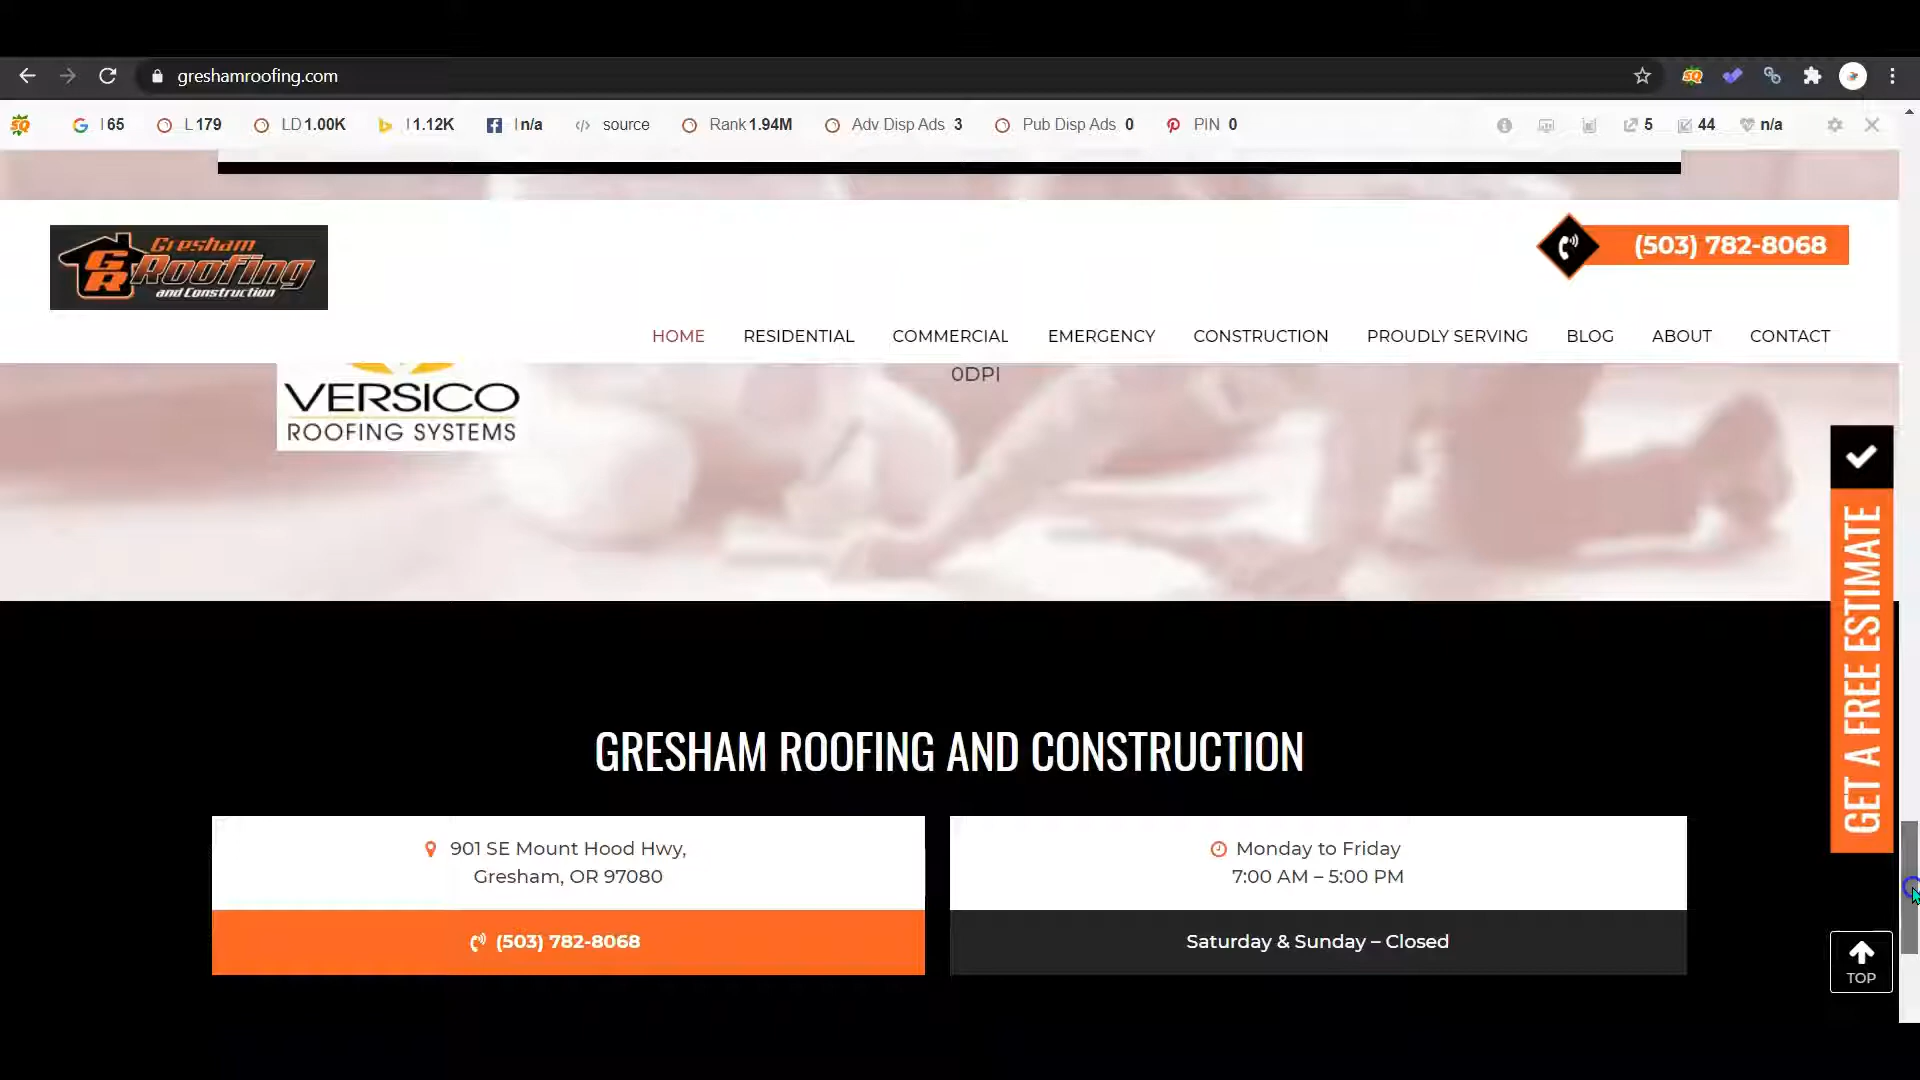 greshamroofing.com
SQ
SQ
I 65
L 179
LD 1.00K
I 1.12K
I n/a
source
Rank 1.94M
Adv Disp Ads 3
Pub Disp Ads 0
PIN 0
5
44
n/a
Gresham
GR Roofing
and Construction
(503) 782-8068
HOME RESIDENTIAL COMMERCIAL EMERGENCY CONSTRUCTION PROUDLY SERVING BLOG ABOUT CONTACT
0DPI
VERSICO
ROOFING SYSTEMS
GET A FREE ESTIMATE
GRESHAM ROOFING AND CONSTRUCTION
901 SE Mount Hood Hwy,
Gresham, OR 97080
(503) 782-8068
Monday to Friday
7:00 AM – 5:00 PM
Saturday & Sunday – Closed
TOP